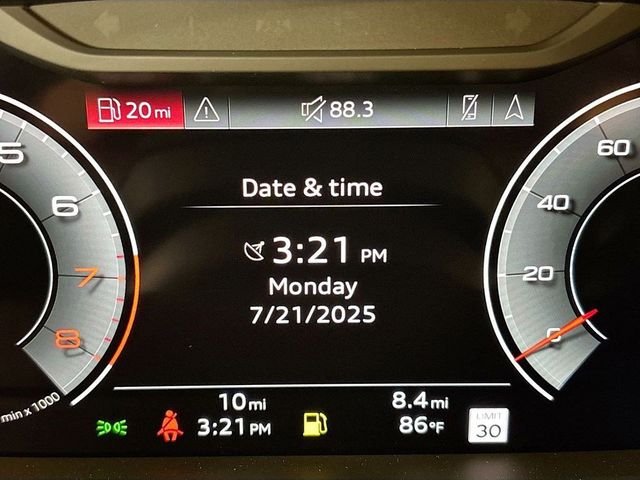 20 mi
88.3
Date & time
3:21 PM
Monday
7/21/2025
5
6
7
8
min x 1000
60
40
20
0
10 mi
3:21 PM
8.4 mi
86°F
LIMIT
30